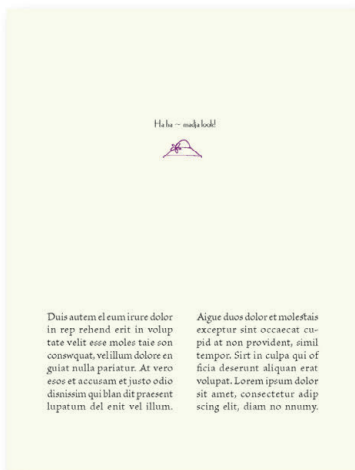 Ha ha ~ madja look!
Duis autem el eum irure dolor
in rep rehend erit in volup
tate velit esse moles taie son
conswquat, vel illum dolore en
guiat nulla pariatur. At vero
esos et accusam et justo odio
dignissim qui blan dit praesent
lupatum del enit vel illum.
Aigue duos dolor et molestais
exceptur sint occaecat cu-
pid at non provident, simil
tempor. Sirt in culpa qui of
ficia deserunt aliquan erat
volupat. Lorem ipsum dolor
sit amet, consectetur adip
scing elit, diam no nnumy.